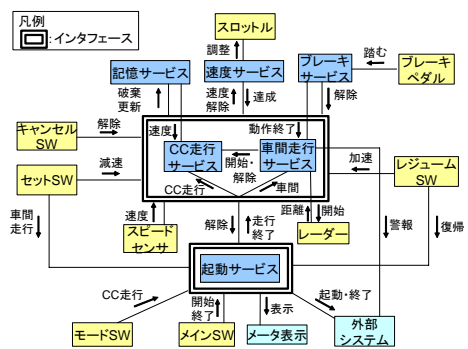 凡例
:インタフェース
スロットル
調整
踏む
記憶サービス
速度サービス
ブレーキ
サービス
ブレーキ
ペダル
破棄
更新
速度
解除
達成
解除
キャンセル
SW
解除
速度
動作終了
CC走行
サービス
開始・
解除
車間走行
サービス
セットSW
減速
加速
レジューム
SW
CC走行
車間
車間
走行
速度
スピード
センサ
解除
走行
終了
距離
開始
レーダー
警報
復帰
起動サービス
CC走行
開始
終了
表示
起動・終了
モードSW
メインSW
メータ表示
外部
システム